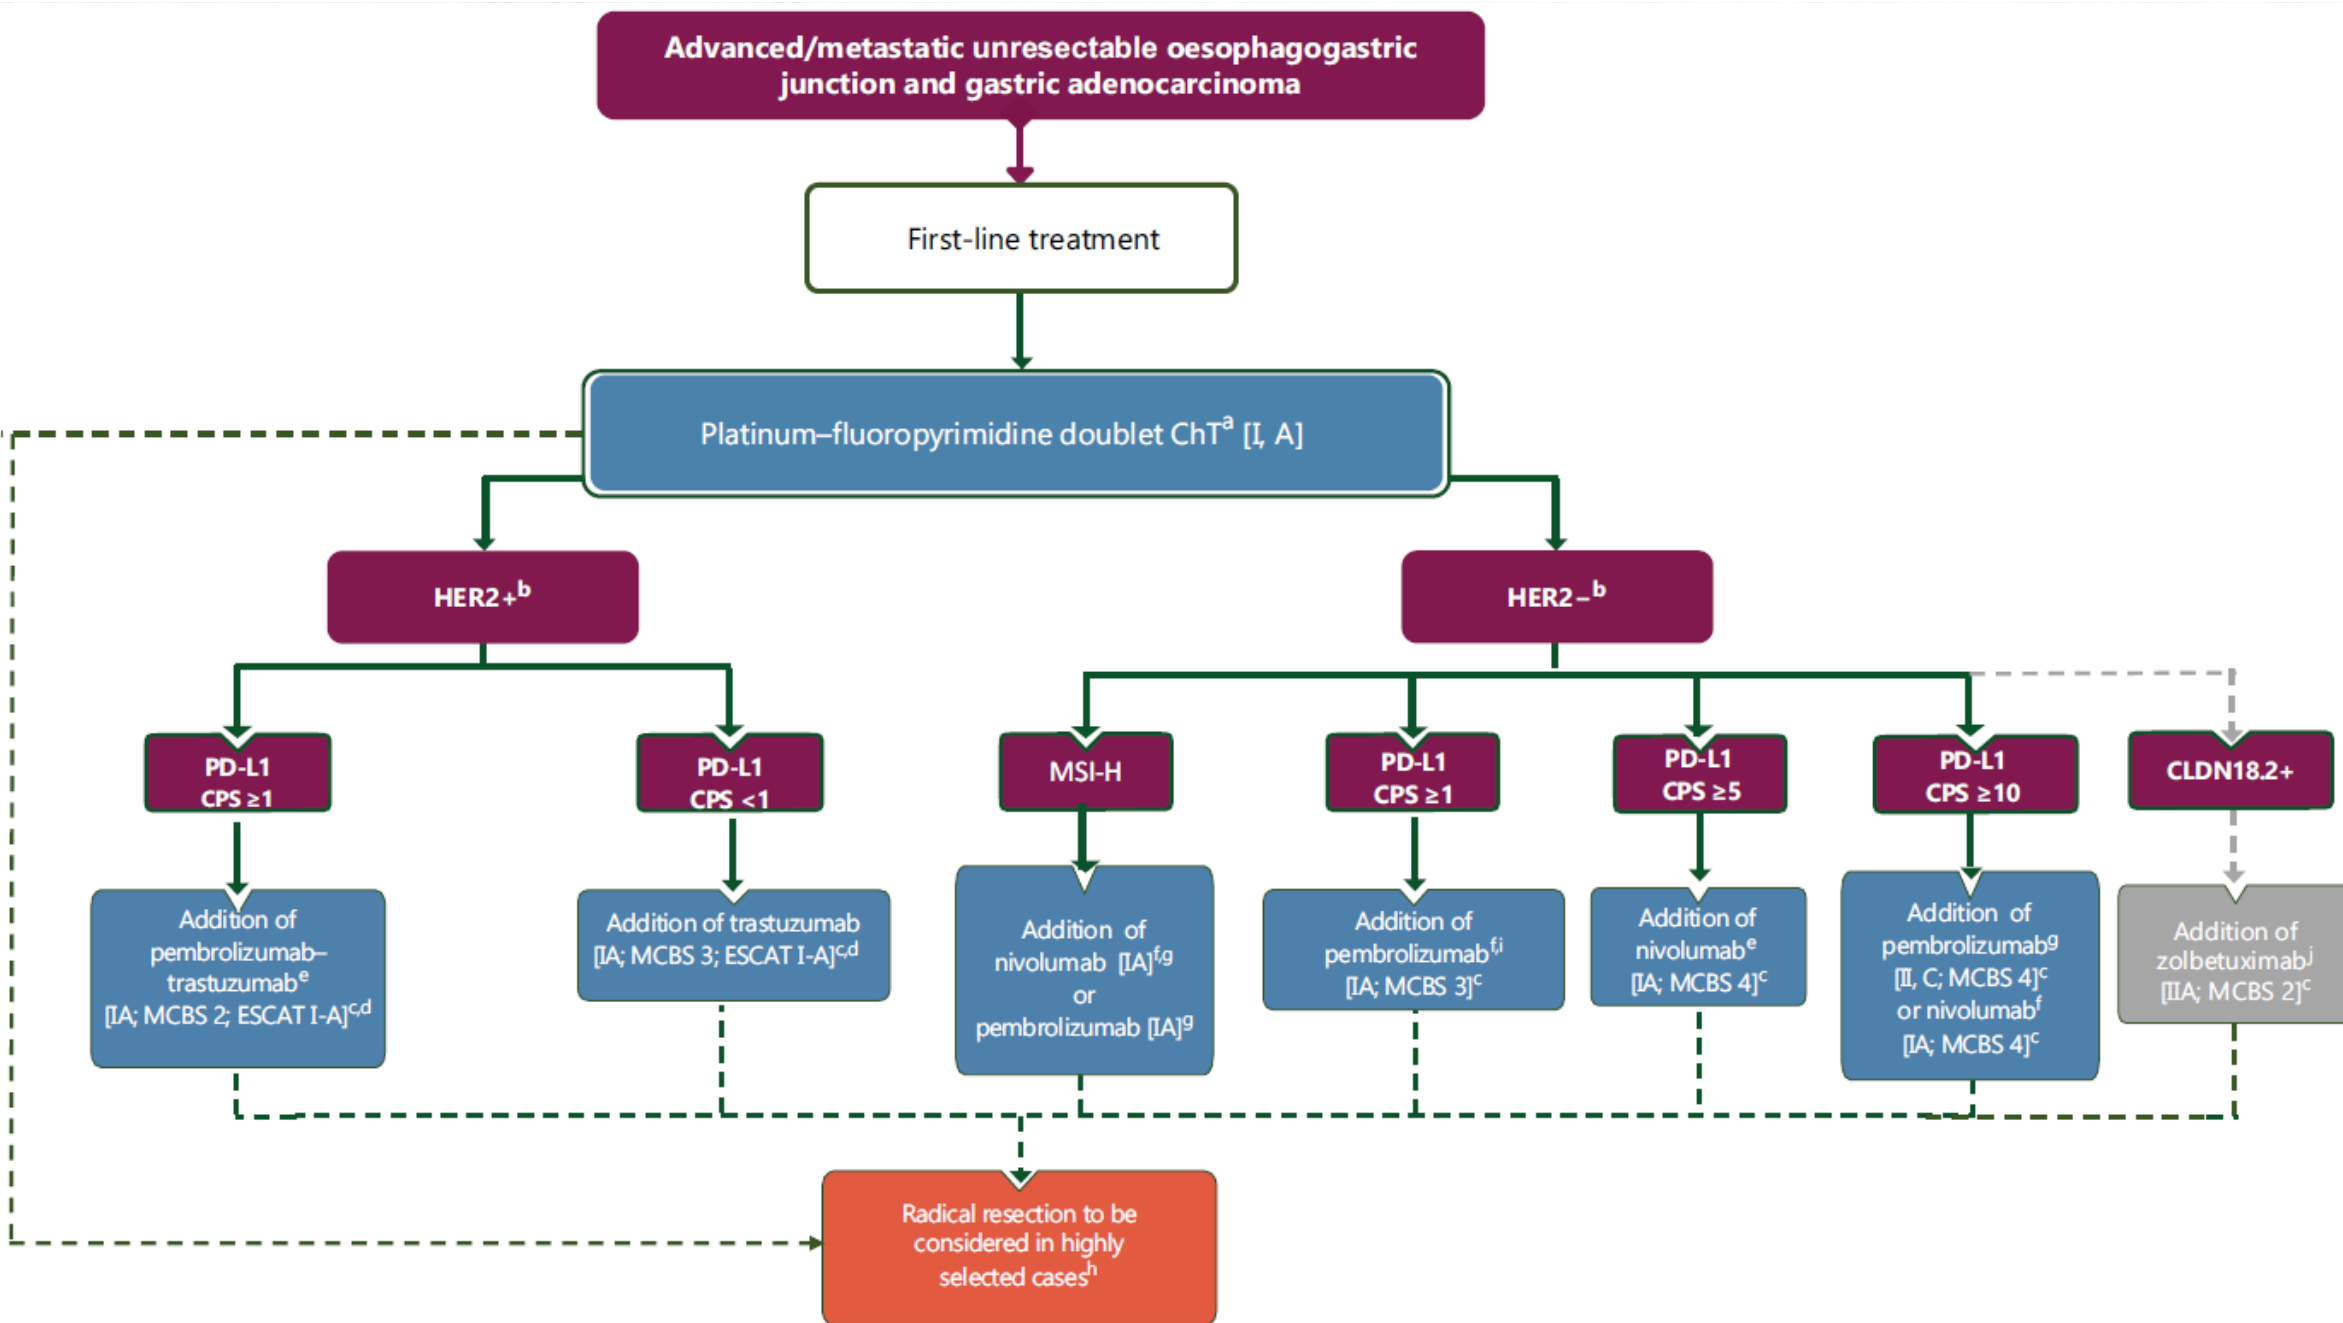 Advanced/metastatic unresectable oesophagogastric
junction and gastric adenocarcinoma
First-line treatment
Platinum–fluoropyrimidine doublet ChTa [I, A]
HER2+b
HER2–b
PD-L1
CPS ≥1
PD-L1
CPS <1
MSI-H
PD-L1
CPS ≥1
PD-L1
CPS ≥5
PD-L1
CPS ≥10
CLDN18.2+
Addition of
pembrolizumab–
trastuzumabe
[IA; MCBS 2; ESCAT I-A]c,d
Addition of trastuzumab
[IA; MCBS 3; ESCAT I-A]c,d
Addition of
nivolumab [IA]f,g
or
pembrolizumab [IA]g
Addition of
pembrolizumabf,i
[IA; MCBS 3]c
Addition of
nivolumabe
[IA; MCBS 4]c
Addition of
pembrolizumabg
[II, C; MCBS 4]c
or nivolumabf
[IA; MCBS 4]c
Addition of
zolbetuximabj
[IIA; MCBS 2]c
Radical resection to be
considered in highly
selected casesh